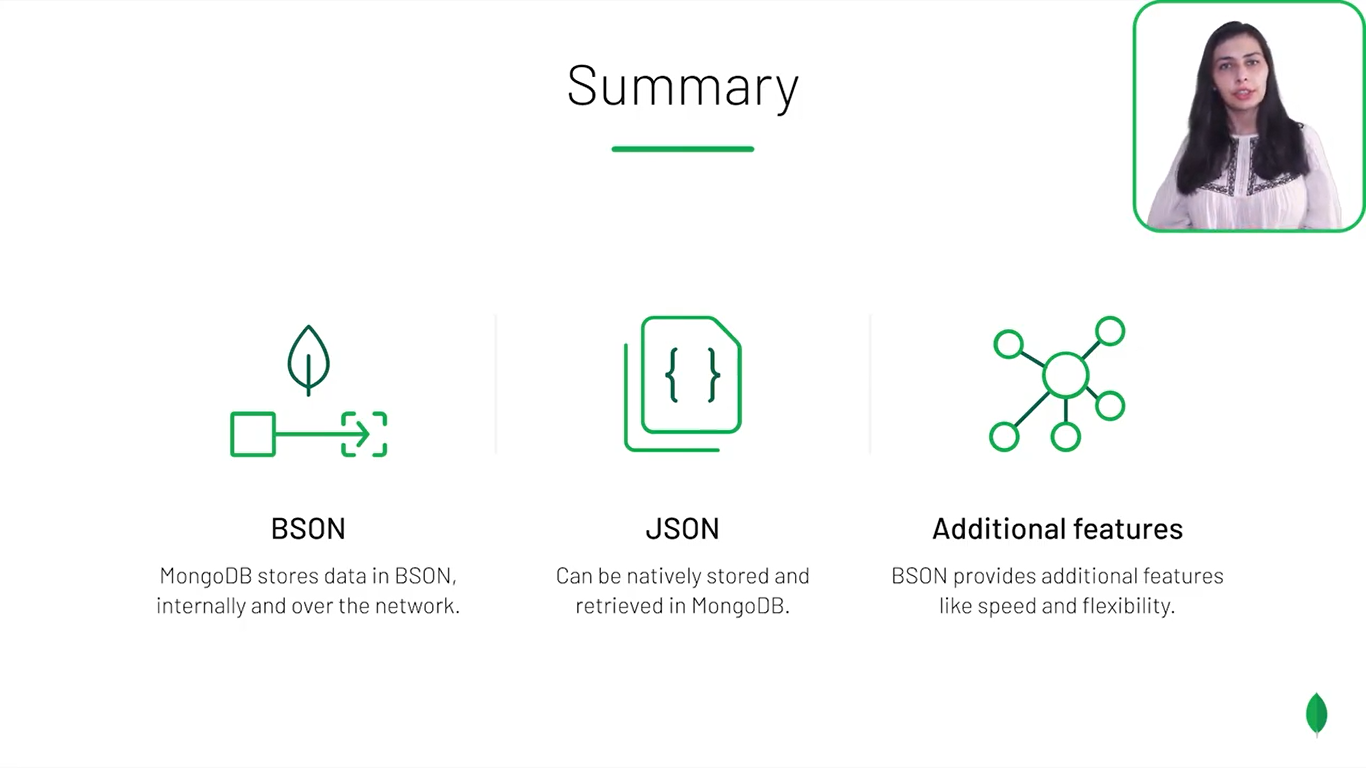 Summary
{ }
BSON
MongoDB stores data in BSON,
internally and over the network.
JSON
Can be natively stored and
retrieved in MongoDB.
Additional features
BSON provides additional features
like speed and flexibility.